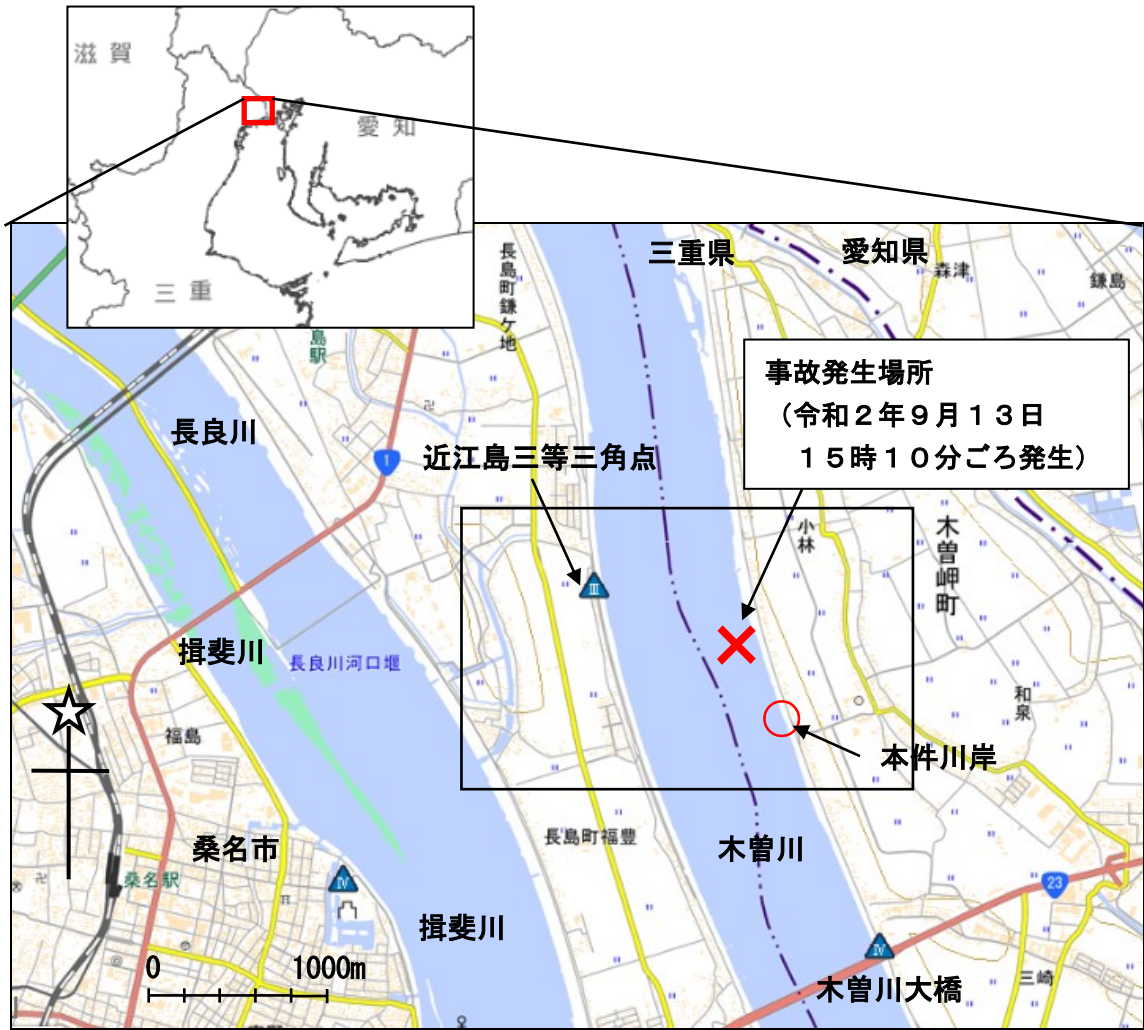 滋賀
愛知
三重
三重県
愛知県
森津
鎌島
長島町鎌ケ地
島駅
事故発生場所
（令和２年９月１３日
１５時１０分ごろ発生）
長良川
1
近江島三等三角点
Ⅲ
小林
木曽岬町
揖斐川
長良川河口堰
和泉
福島
本件川岸
長島町福豊
木曽川
桑名市
桑名駅
Ⅳ
23
揖斐川
Ⅳ
0 1000m
木曽川大橋
三崎